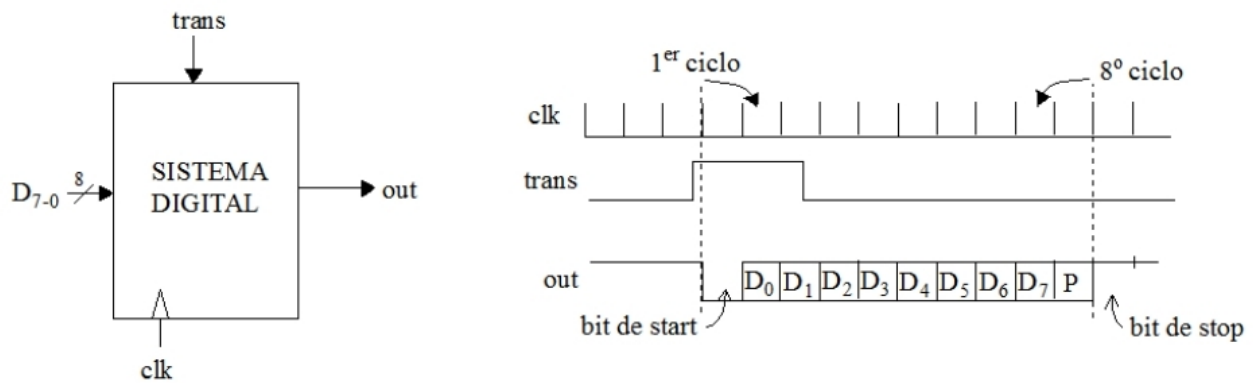 trans
8
D7-0
SISTEMA
DIGITAL
out
clk
1er ciclo
8º ciclo
clk
trans
out
D0 D1 D2 D3 D4 D5 D6 D7 P
bit de start
bit de stop